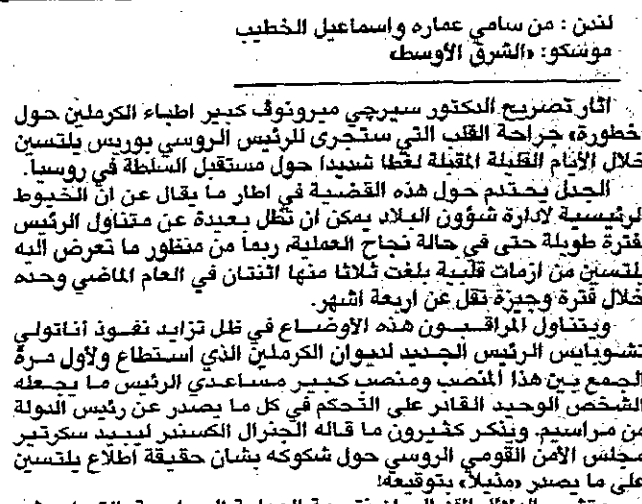 لندن : من سامي عماره واسماعيل الخطيب
موسكو: «الشرق الأوسط»
اثار تصريح الدكتور سيرجي ميرونوف كبير اطباء الكرملين حول
خطورة، جراحة القلب التي ستجرى للرئيس الروسي بوريس يلتسين
خلال الأيام القليلة المقبلة لغطا شديدا حول مستقبل السلطة في روسيا.
الجدل يحتدم حول هذه القضية في اطار ما يقال عن ان الخيوط
الرئيسية لادارة شؤون البلاد يمكن ان تظل بعيدة عن متناول الرئيس
فترة طويلة حتى في حالة نجاح العملية، ربما من منظور ما تعرض اليه
يلتسين من ازمات قلبية بلغت ثلاثا منها اثنتان في العام الماضي وحده
خلال فترة وجيزة تقل عن اربعة اشهر.
ويتناول المراقبون هذه الأوضاع في ظل تزايد نفوذ أناتولي
تشوبايس الرئيس الجديد لديوان الكرملين الذي استطاع ولأول مرة
الجمع بين هذا المنصب ومنصب كبير مساعدي الرئيس ما يجعله
الشخص الوحيد القادر على التحكم في كل ما يصدر عن رئيس الدولة
من مراسيم. ويذكر كثيرون ما قاله الجنرال الكسندر ليبيد سكرتير
مجلس الأمن القومي الروسي حول شكوكه بشان حقيقة اطلاع يلتسين
على ما يصدر «مذيلا» بتوقيعه!